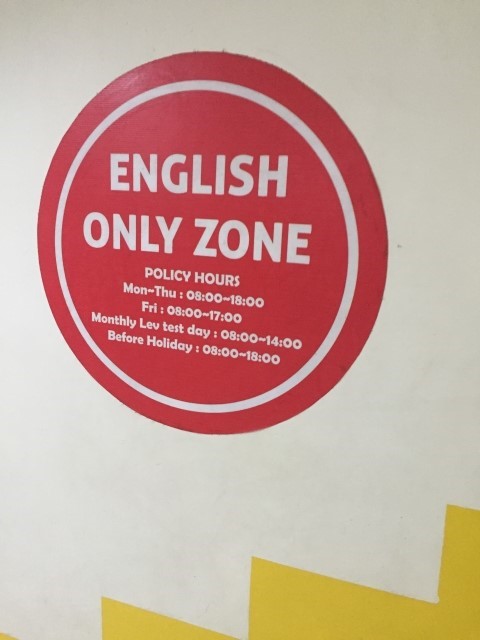 ENGLISH
ONLY ZONE
POLICY HOURS
Mon~Thu : 08:00~18:00
Fri : 08:00~17:00
Monthly Lev test day : 08:00~14:00
Before Holiday : 08:00~18:00